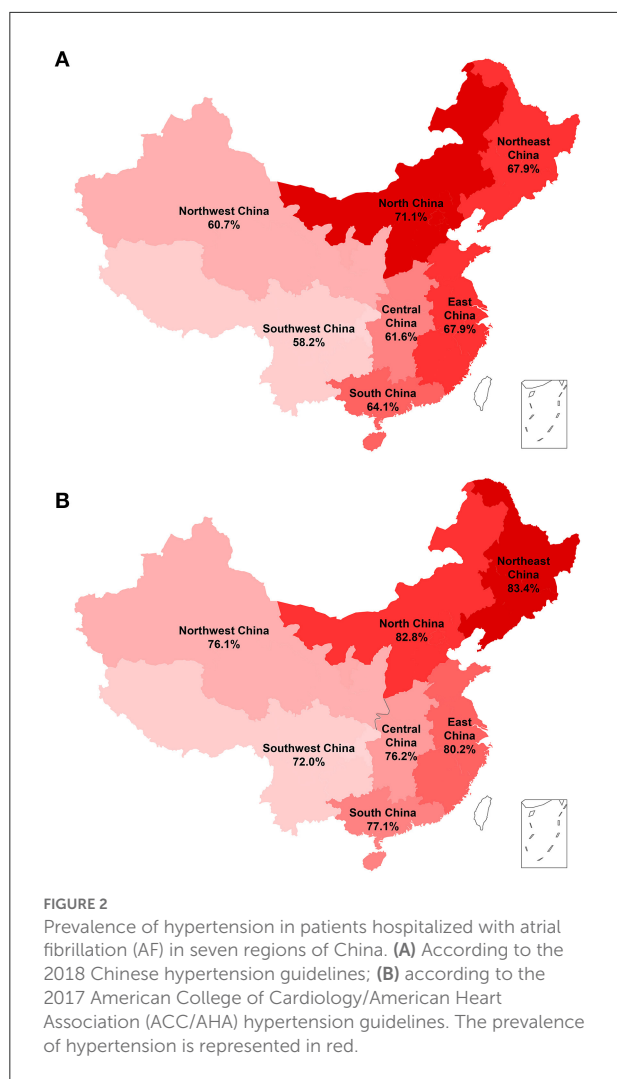 A
Northeast
China
67.9%
Northwest China
60.7%
North China
71.1%
Southwest China
58.2%
Central
China
61.6%
East
China
67.9%
South China
64.1%
B
Northeast
China
83.4%
Northwest China
76.1%
North China
82.8%
Southwest China
72.0%
Central
China
76.2%
East
China
80.2%
South China
77.1%
FIGURE 2
Prevalence of hypertension in patients hospitalized with atrial
fibrillation (AF) in seven regions of China. (A) According to the
2018 Chinese hypertension guidelines; (B) according to the
2017 American College of Cardiology/American Heart
Association (ACC/AHA) hypertension guidelines. The prevalence
of hypertension is represented in red.